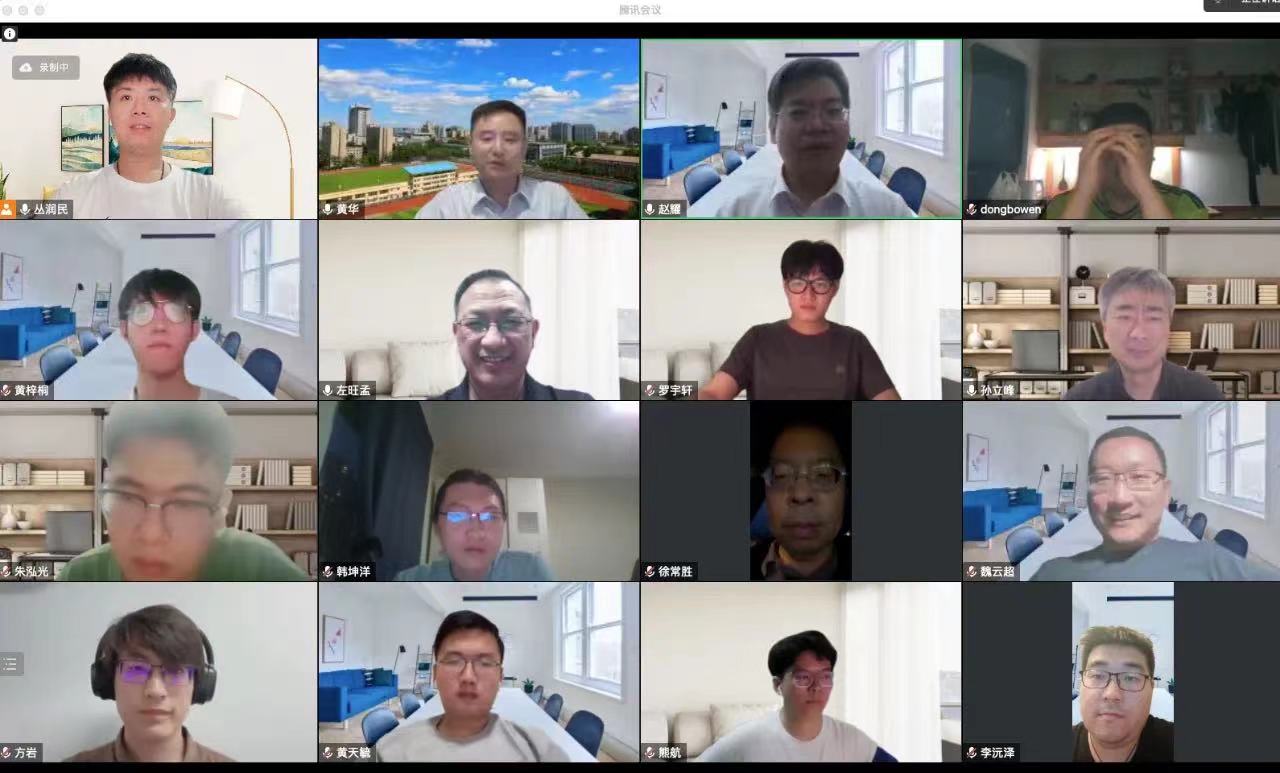 腾讯会议
录制中
丛润民
黄华
赵耀
dongbowen
黄梓桐
左旺孟
罗宇轩
孙立峰
朱泓光
韩坤洋
徐常胜
魏云超
方岩
黄天毓
熊航
李沅泽